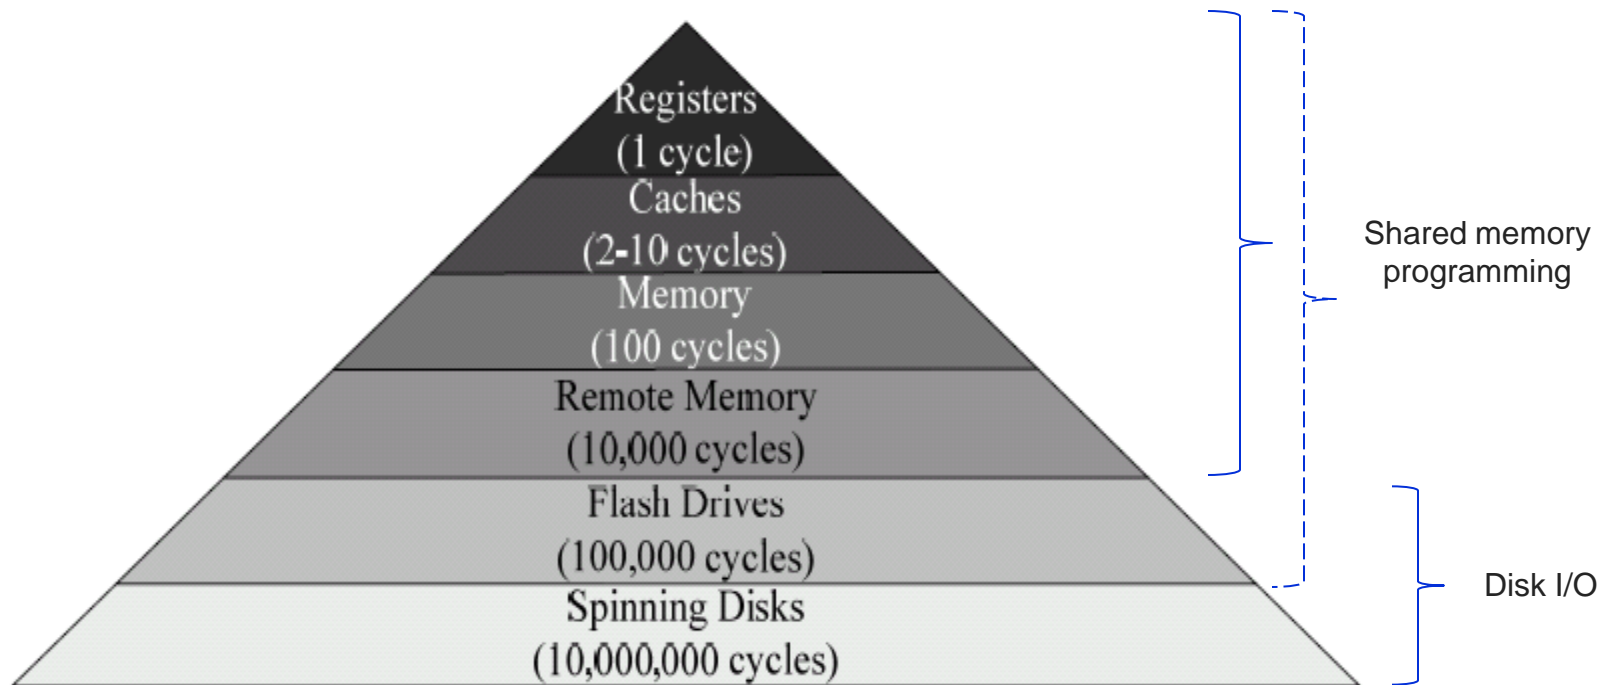 Registers
(1 cycle)
Caches
(2-10 cycles)
Memory
(100 cycles)
Remote Memory
(10,000 cycles)
Flash Drives
(100,000 cycles)
Spinning Disks
(10,000,000 cycles)
Shared memory
programming
Disk I/O